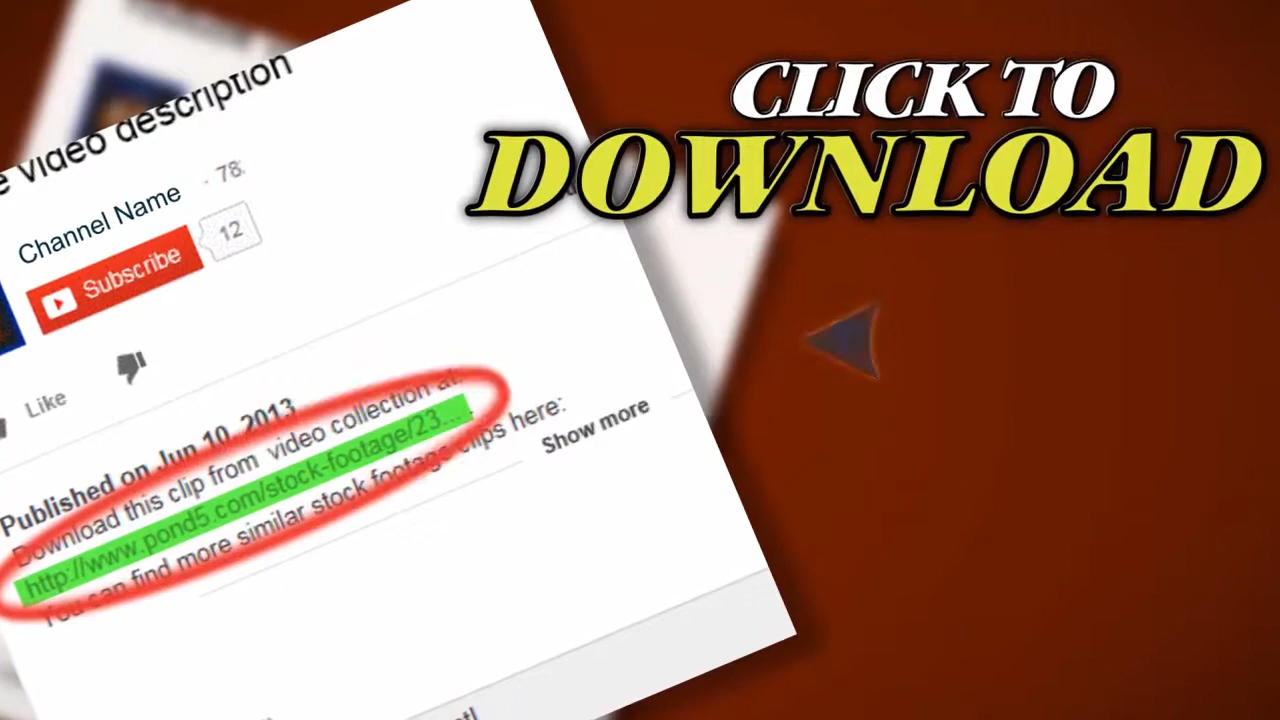 CLICK TO
DOWNLOAD
video description
Channel Name
· 78
Subscribe
12
Like
Published on Jun 10, 2013
Download this clip from video collection at:
http://www.pond5.com/stock-footage/23...
You can find more similar stock footage clips here:
Show more